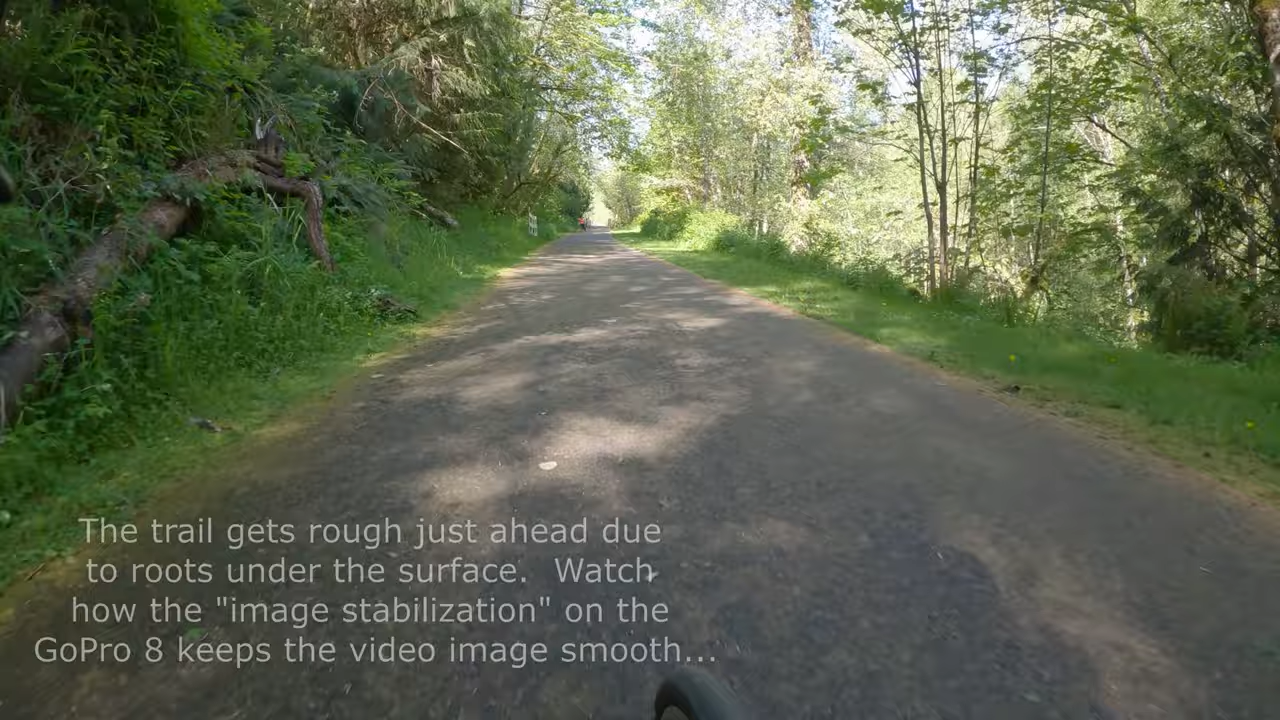 The trail gets rough just ahead due
to roots under the surface.  Watch
how the "image stabilization" on the
GoPro 8 keeps the video image smooth...